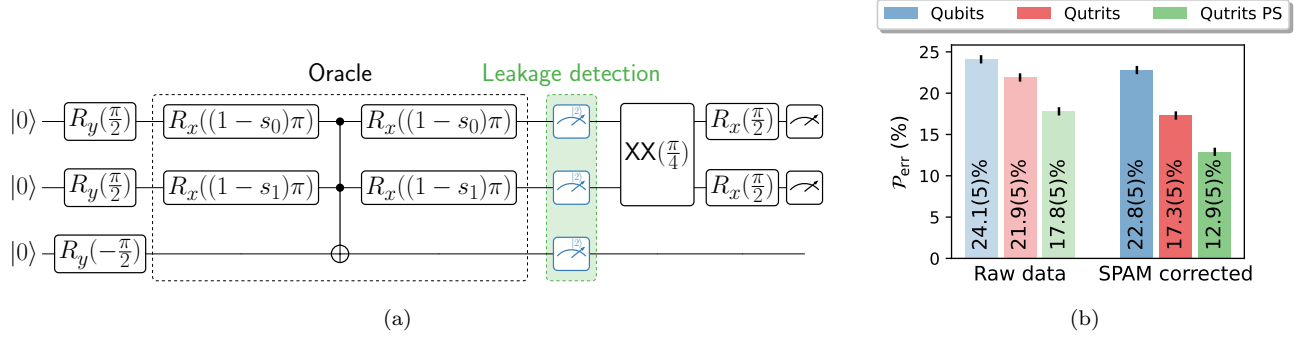 Oracle
Leakage detection
|0⟩ R_y(π/2) R_x((1 − s_0)π) R_x((1 − s_0)π) |2⟩ XX(π/4) R_x(π/2)
|0⟩ R_y(π/2) R_x((1 − s_1)π) R_x((1 − s_1)π) |2⟩ R_x(π/2)
|0⟩ R_y(−π/2) |2⟩
(a)
Qubits Qutrits Qutrits PS
𝒫_err (%)
25
20
15
10
5
0
24.1(5)%
21.9(5)%
17.8(5)%
22.8(5)%
17.3(5)%
12.9(5)%
Raw data SPAM corrected
(b)